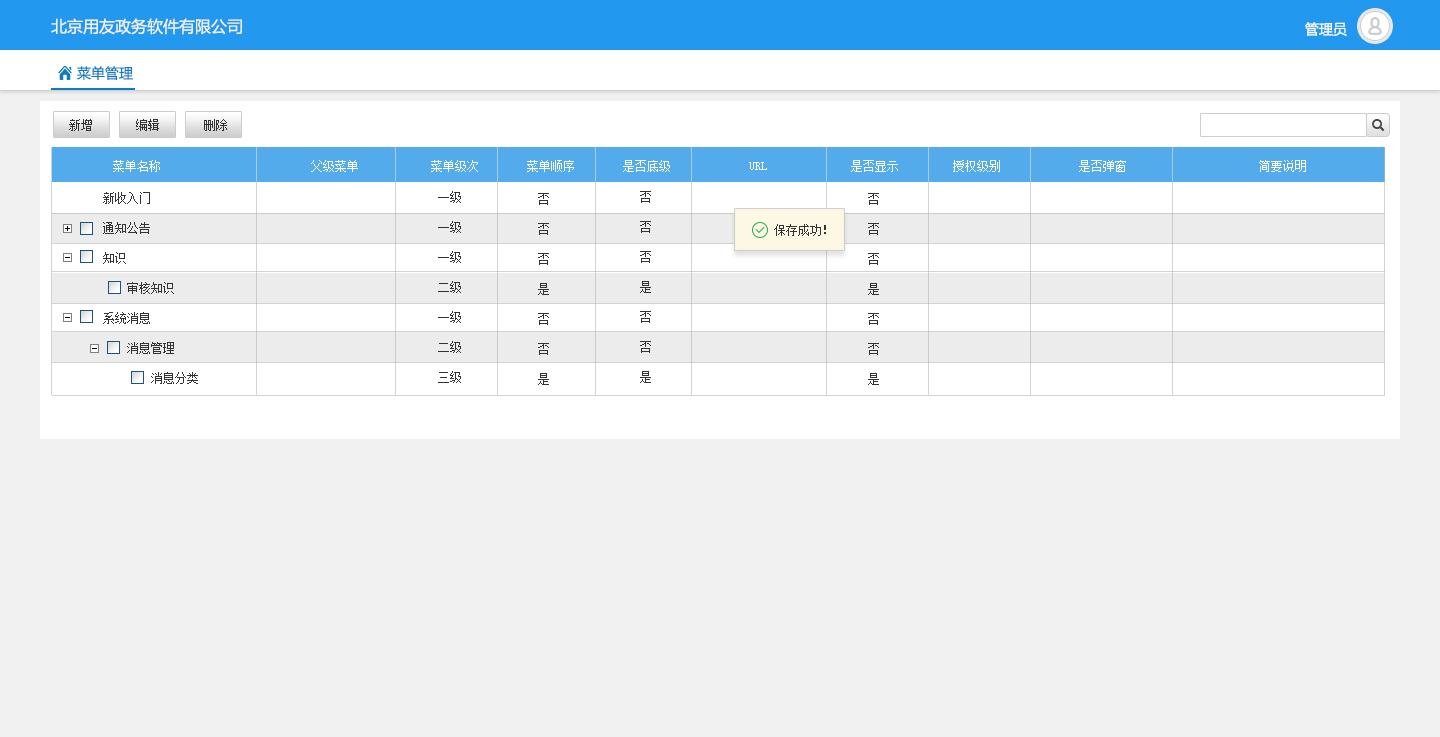 北京用友政务软件有限公司
管理员
菜单管理
新增 编辑 删除
菜单名称 父级菜单 菜单级次 菜单顺序 是否底级 URL 是否显示 授权级别 是否弹窗 简要说明
新收入门 一级 否 否 否
通知公告 一级 否 否 否
保存成功!
知识 一级 否 否 否
审核知识 二级 是 是 是
系统消息 一级 否 否 否
消息管理 二级 否 否 否
消息分类 三级 是 是 是